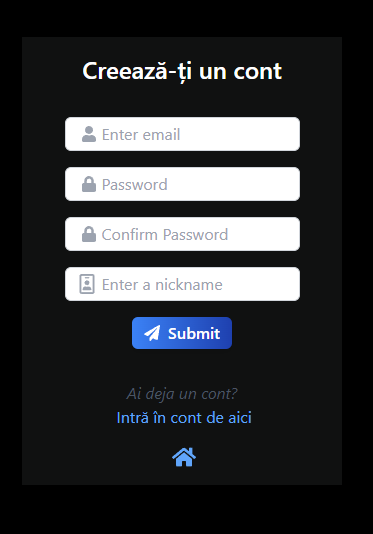 Creează-ți un cont
Enter email
Password
Confirm Password
Enter a nickname
Submit
Ai deja un cont?
Intră în cont de aici